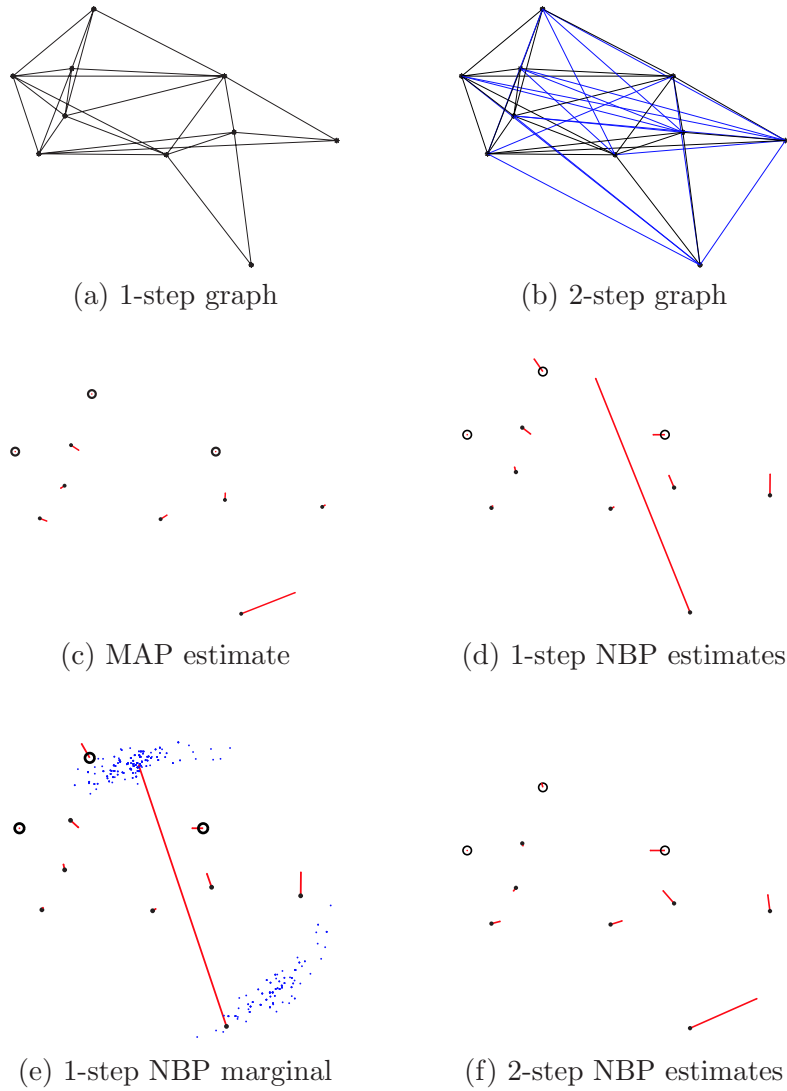 (a) 1-step graph
(b) 2-step graph
(c) MAP estimate
(d) 1-step NBP estimates
(e) 1-step NBP marginal
(f) 2-step NBP estimates